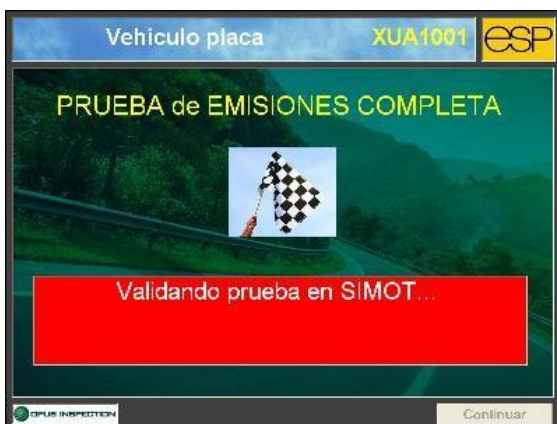 Vehiculo placa XUA1001 esp
PRUEBA de EMISIONES COMPLETA
Validando prueba en SIMOT...
OPUS INSPECTION Continuar